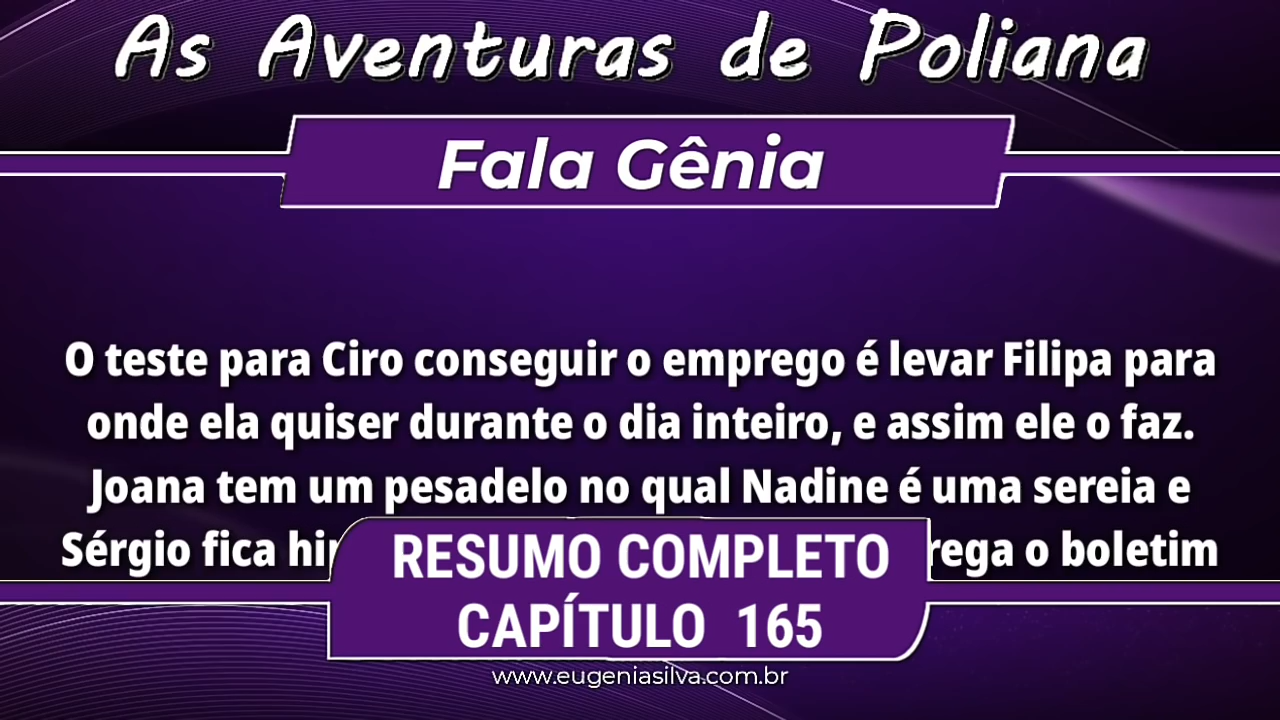 As Aventuras de Poliana
Fala Gênia
O teste para Ciro conseguir o emprego é levar Filipa para
onde ela quiser durante o dia inteiro, e assim ele o faz.
Joana tem um pesadelo no qual Nadine é uma sereia e
Sérgio fica o boletim
RESUMO COMPLETO
CAPÍTULO 165
www.eugeniasilva.com.br